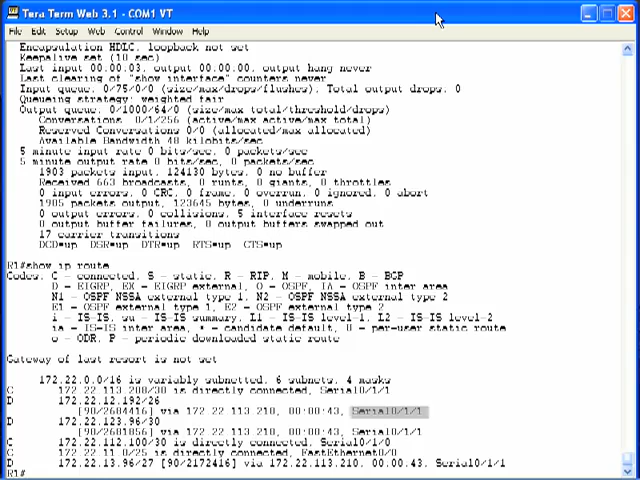 Tera Term Web 3.1 - COM1 VT
File Edit Setup Web Control Window Help
Encapsulation HDLC, loopback not set
Keepalive set (10 sec)
Last input 00:00:03, output 00:00:00, output hang never
Last clearing of "show interface" counters never
Input queue: 0/75/0/0 (size/max/drops/flushes); Total output drops: 0
Queueing strategy: weighted fair
Output queue: 0/1000/64/0 (size/max total/threshold/drops)
Conversations 0/1/256 (active/max active/max total)
Reserved Conversations 0/0 (allocated/max allocated)
Available Bandwidth 48 kilobits/sec
5 minute input rate 0 bits/sec, 0 packets/sec
5 minute output rate 0 bits/sec, 0 packets/sec
1903 packets input, 124130 bytes, 0 no buffer
Received 663 broadcasts, 0 runts, 0 giants, 0 throttles
0 input errors, 0 CRC, 0 frame, 0 overrun, 0 ignored, 0 abort
1905 packets output, 123645 bytes, 0 underruns
0 output errors, 0 collisions, 5 interface resets
0 output buffer failures, 0 output buffers swapped out
17 carrier transitions
DCD=up DSR=up DTR=up RTS=up CTS=up
R1#show ip route
Codes: C - connected, S - static, R - RIP, M - mobile, B - BGP
D - EIGRP, EX - EIGRP external, O - OSPF, IA - OSPF inter area
N1 - OSPF NSSA external type 1, N2 - OSPF NSSA external type 2
E1 - OSPF external type 1, E2 - OSPF external type 2
i - IS-IS, su - IS-IS summary, L1 - IS-IS level-1, L2 - IS-IS level-2
ia - IS-IS inter area, * - candidate default, U - per-user static route
o - ODR, P - periodic downloaded static route
Gateway of last resort is not set
172.22.0.0/16 is variably subnetted, 6 subnets, 4 masks
C 172.22.113.208/30 is directly connected, Serial0/1/1
D 172.22.12.192/26
[90/2684416] via 172.22.113.210, 00:00:43, Serial0/1/1
D 172.22.123.96/30
[90/2681856] via 172.22.113.210, 00:00:43, Serial0/1/1
C 172.22.112.100/30 is directly connected, Serial0/1/0
C 172.22.11.0/25 is directly connected, FastEthernet0/0
D 172.22.13.96/27 [90/2172416] via 172.22.113.210, 00:00:43, Serial0/1/1
R1#